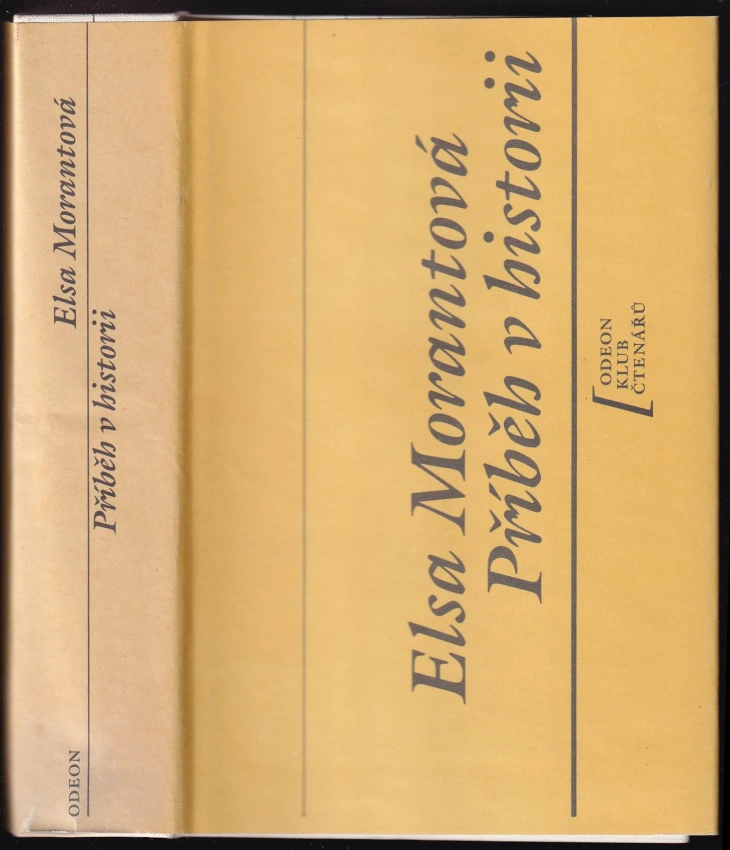 Elsa Morantová
Příběh v historii
ODEON
Elsa Morantová
Příběh v historii
ODEON
KLUB
ČTENÁŘŮ